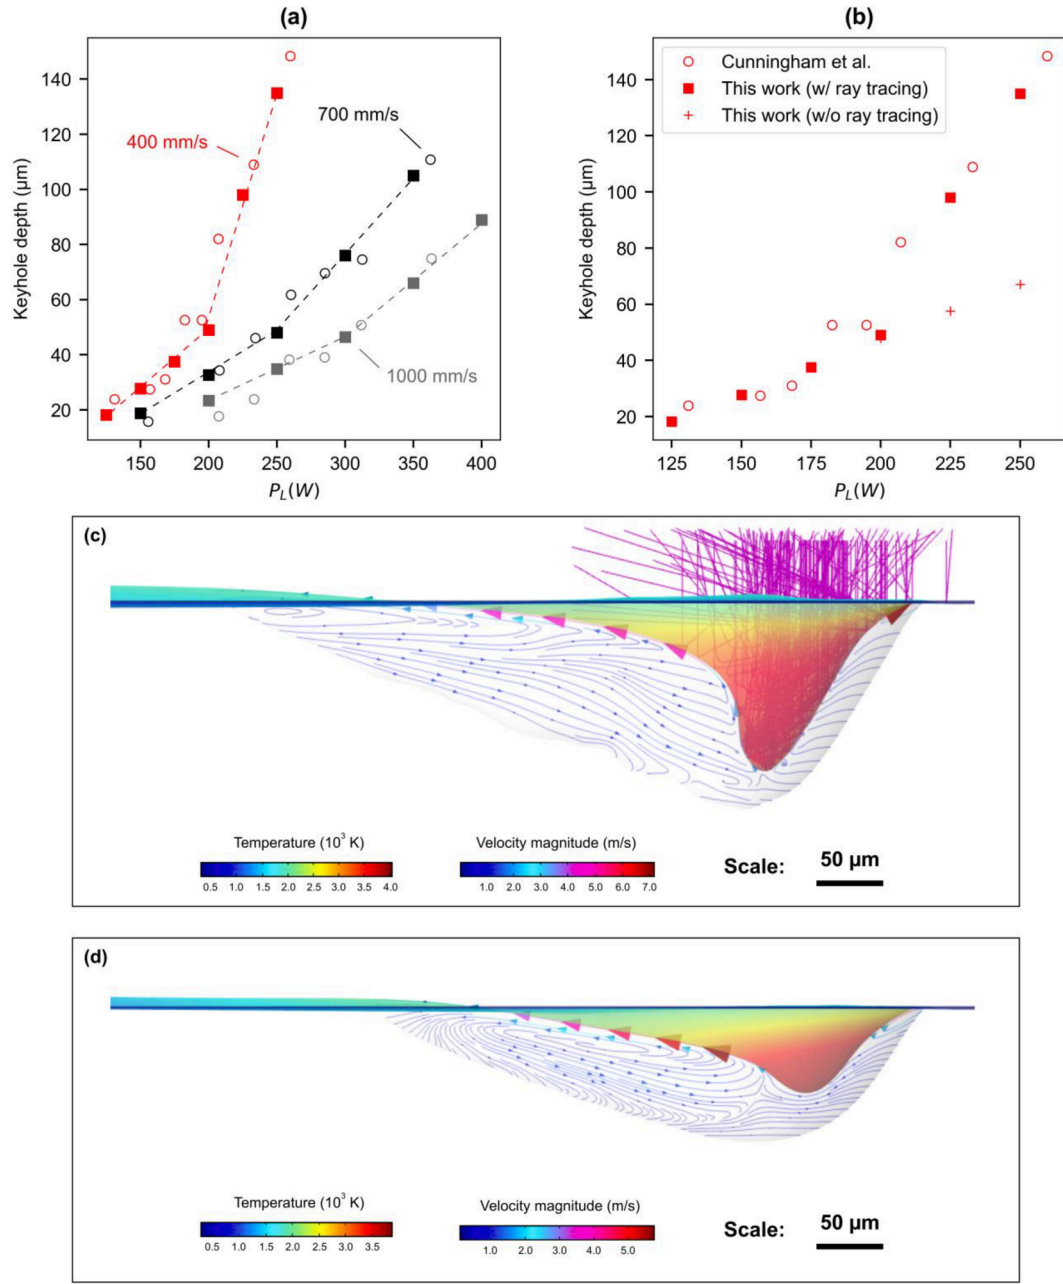 (a)
(b)
140
120
100
80
60
40
20
Keyhole depth (μm)
400 mm/s
700 mm/s
1000 mm/s
150
200
250
300
350
400
P_L(W)
Cunningham et al.
This work (w/ ray tracing)
This work (w/o ray tracing)
140
120
100
80
60
40
20
Keyhole depth (μm)
125
150
175
200
225
250
P_L(W)
(c)
Temperature (10³ K)
0.5 1.0 1.5 2.0 2.5 3.0 3.5 4.0
Velocity magnitude (m/s)
1.0 2.0 3.0 4.0 5.0 6.0 7.0
Scale: 50 μm
(d)
Temperature (10³ K)
0.5 1.0 1.5 2.0 2.5 3.0 3.5
Velocity magnitude (m/s)
1.0 2.0 3.0 4.0 5.0
Scale: 50 μm